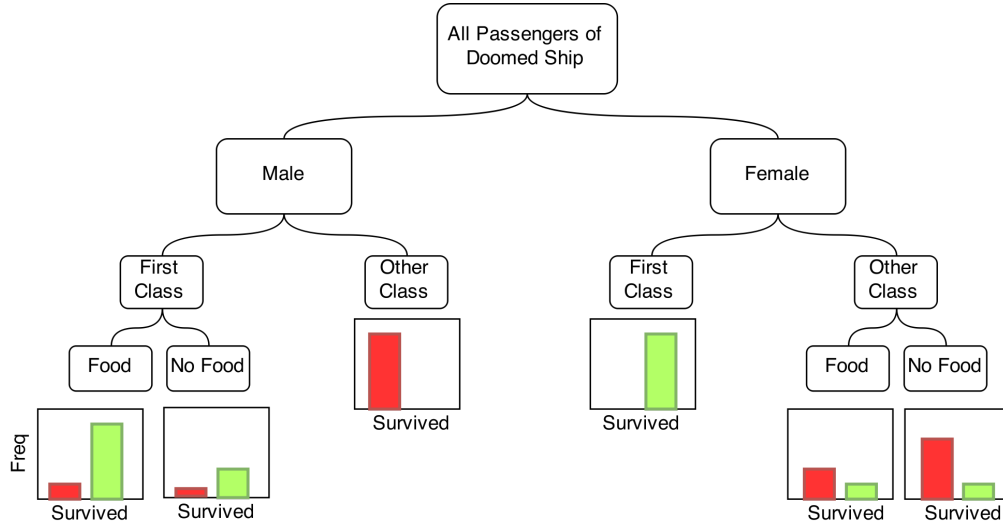 All Passengers of
Doomed Ship
Male
Female
First
Class
Other
Class
First
Class
Other
Class
Food
No Food
Food
No Food
Survived
Survived
Freq
Survived
Survived
Survived
Survived